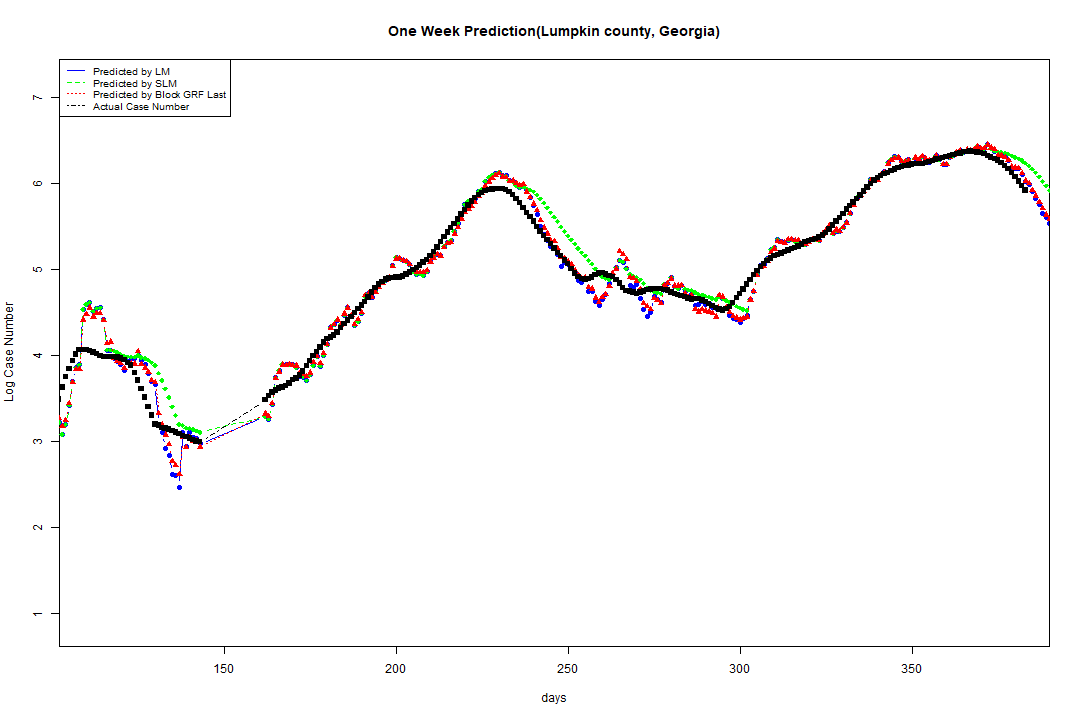 One Week Prediction(Lumpkin county, Georgia)
Predicted by LM
Predicted by SLM
Predicted by Block GRF Last
Actual Case Number
7
6
5
4
3
2
1
Log Case Number
150 200 250 300 350
days